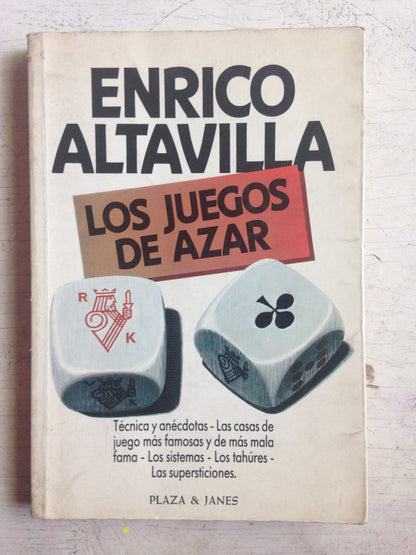 ENRICO
ALTAVILLA
LOS JUEGOS
DE AZAR
R
K
K
Técnica y anécdotas - Las casas de
juego más famosas y de más mala
fama - Los sistemas - Los tahúres -
Las supersticiones.
PLAZA & JANES